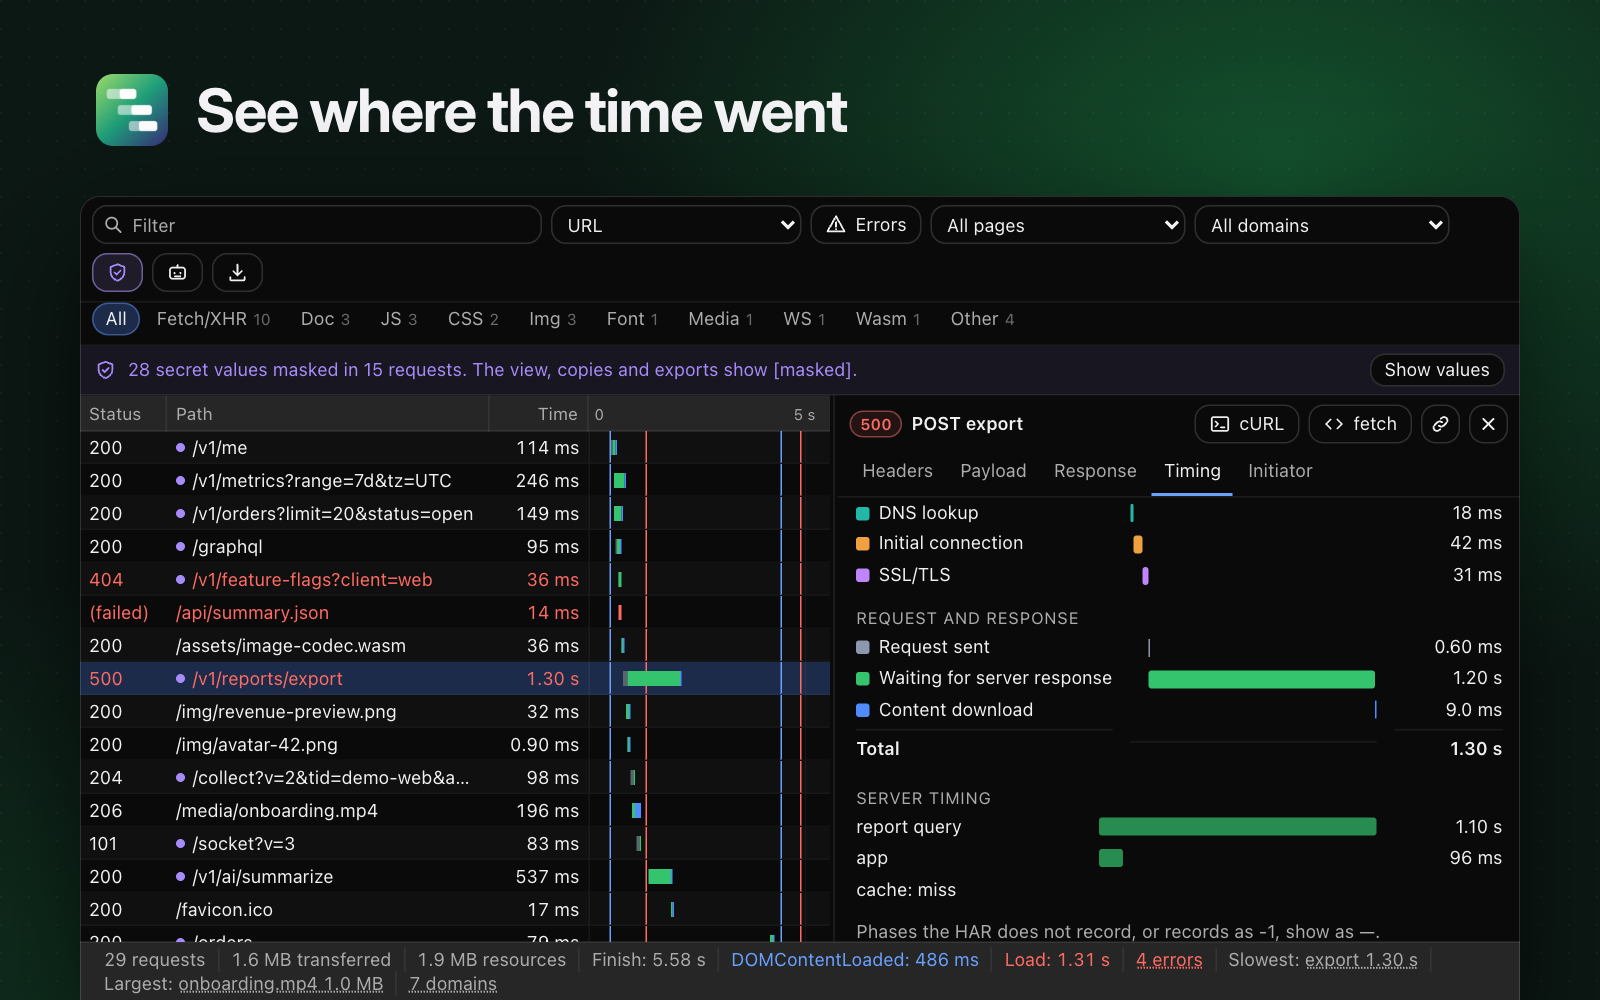 See where the time went
Filter URL Errors All pages All domains
All Fetch/XHR 10 Doc 3 JS 3 CSS 2 Img 3 Font 1 Media 1 WS 1 Wasm 1 Other 4
28 secret values masked in 15 requests. The view, copies and exports show [masked]. Show values
Status Path Time 0 5 s
200 /v1/me 114 ms
200 /v1/metrics?range=7d&tz=UTC 246 ms
200 /v1/orders?limit=20&status=open 149 ms
200 /graphql 95 ms
404 /v1/feature-flags?client=web 36 ms
(failed) /api/summary.json 14 ms
200 /assets/image-codec.wasm 36 ms
500 /v1/reports/export 1.30 s
200 /img/revenue-preview.png 32 ms
200 /img/avatar-42.png 0.90 ms
204 /collect?v=2&tid=demo-web&a... 98 ms
206 /media/onboarding.mp4 196 ms
101 /socket?v=3 83 ms
200 /v1/ai/summarize 537 ms
200 /favicon.ico 17 ms
200 /orders 79 ms
500 POST export cURL fetch
Headers Payload Response Timing Initiator
DNS lookup 18 ms
Initial connection 42 ms
SSL/TLS 31 ms
REQUEST AND RESPONSE
Request sent 0.60 ms
Waiting for server response 1.20 s
Content download 9.0 ms
Total 1.30 s
SERVER TIMING
report query 1.10 s
app 96 ms
cache: miss
Phases the HAR does not record, or records as -1, show as —.
29 requests 1.6 MB transferred 1.9 MB resources Finish: 5.58 s DOMContentLoaded: 486 ms Load: 1.31 s 4 errors Slowest: export 1.30 s
Largest: onboarding.mp4 1.0 MB 7 domains